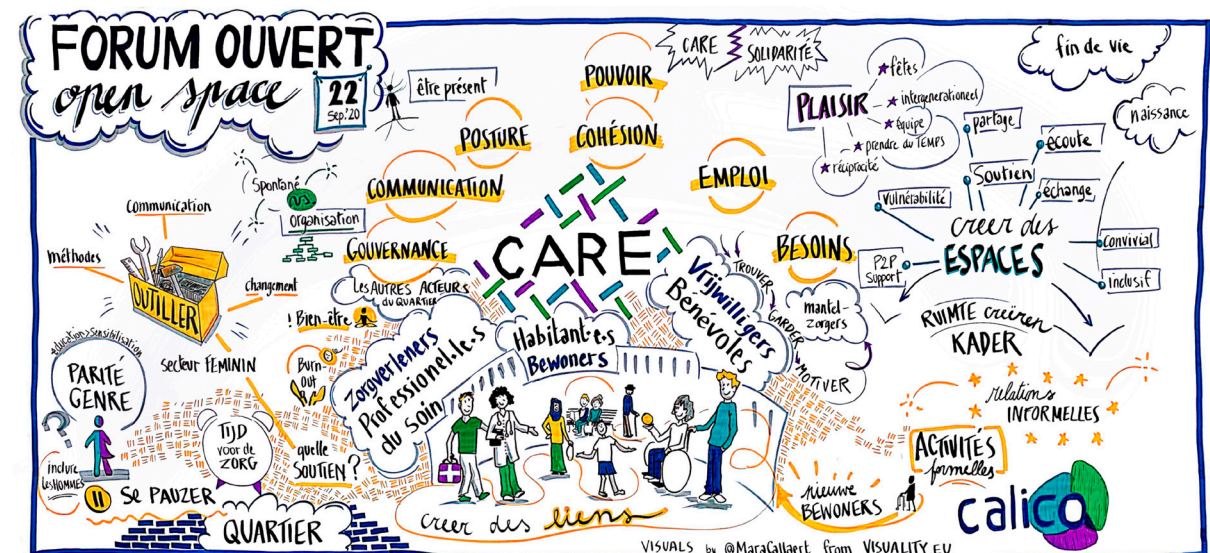 FORUM OUVERT
open space
22
Sep.'20
être présent
POUVOIR
CARE
SOLIDARITÉ
PLAISIR
fêtes
intergenerationeel
équipe
prendre du TEMPS
réciprocité
fin de vie
naissance
POSTURE
COHÉSION
EMPLOI
COMMUNICATION
GOUVERNANCE
BESOINS
Spontané
organisation
communication
méthodes
OUTILLER
changement
secteur FEMININ
partage
écoute
Soutien
échange
vulnérabilité
creer des
ESPACES
convivial
inclusif
P2P
Support
RUIMTE creëren
KADER
CARE
Les AUTRES ACTEURS
du QUARTIER
! Bien-être
Burn-
out
Zorgverleners
Professionel.le.s
du soin
Habitant·e·s
Bewoners
Vrijwilligers
Bénévoles
TROUVER
GARDER
MOTIVER
mantel-
zorgers
éducation>Sensibilisation
PARITE
GENRE
inclure
Les HOMMES
SE PAUZER
TIJD
voor de
ZORG
quelle
SOUTIEN?
QUARTIER
creer des liens
relations
INFORMELLES
ACTIVITÉS
formelles
nieuwe
BEWONERS
calico
VISUALS by @MaraCallaert from VISUALITY.EU